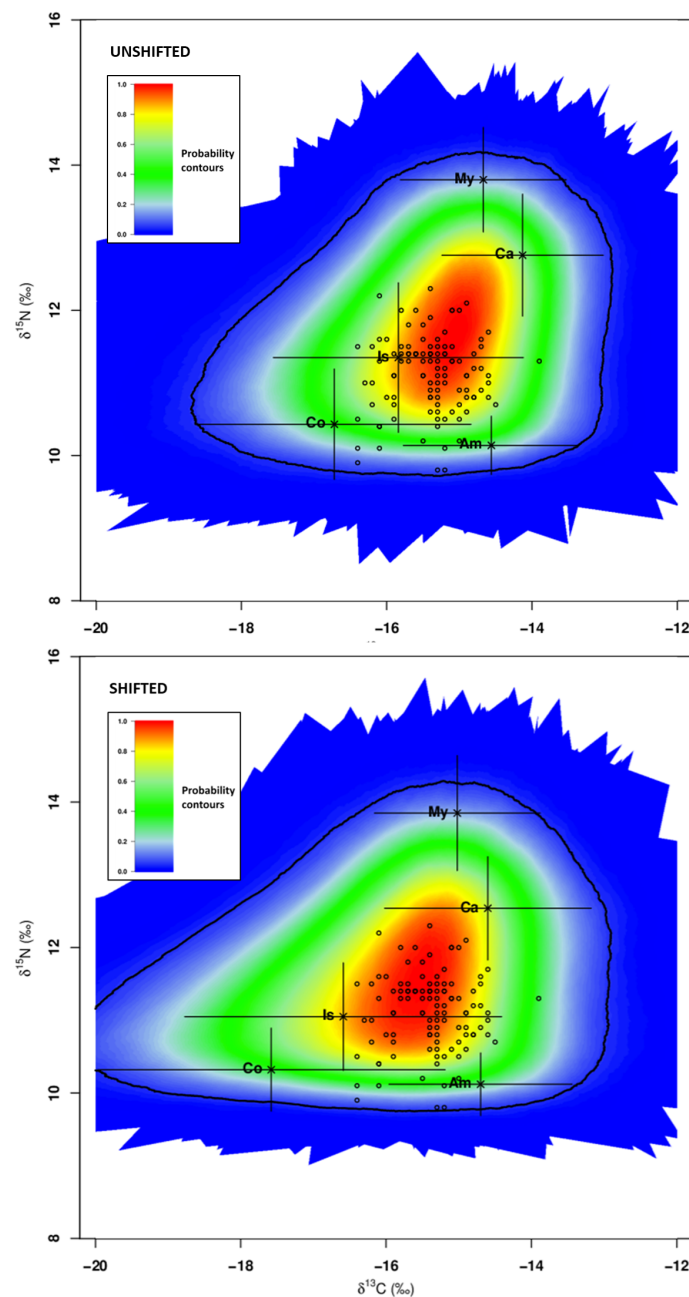 16
UNSHIFTED
1.0
0.8
0.6
0.4
0.2
0.0
Probability
contours
14
12
10
8
δ15N (‰)
My
Ca
Is
Co
Am
−20
−18
−16
−14
−12
16
SHIFTED
1.0
0.8
0.6
0.4
0.2
0.0
Probability
contours
14
12
10
8
δ15N (‰)
My
Ca
Is
Co
Am
−20
−18
−16
−14
−12
δ13C (‰)